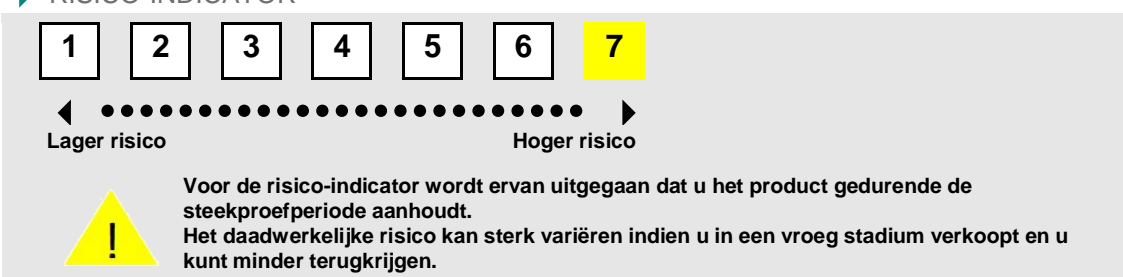 RISICO-INDICATOR
1 2 3 4 5 6 7
Lager risico Hoger risico
Voor de risico-indicator wordt ervan uitgegaan dat u het product gedurende de
steekproefperiode aanhoudt.
Het daadwerkelijke risico kan sterk variëren indien u in een vroeg stadium verkoopt en u
kunt minder terugkrijgen.